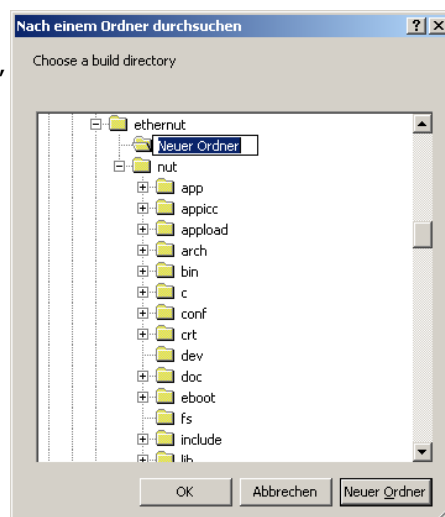 Nach einem Ordner durchsuchen
,
Choose a build directory
ethernut
Neuer Ordner
nut
app
appicc
appload
arch
bin
c
conf
crt
dev
doc
eboot
fs
include
lib
OK Abbrechen Neuer Ordner